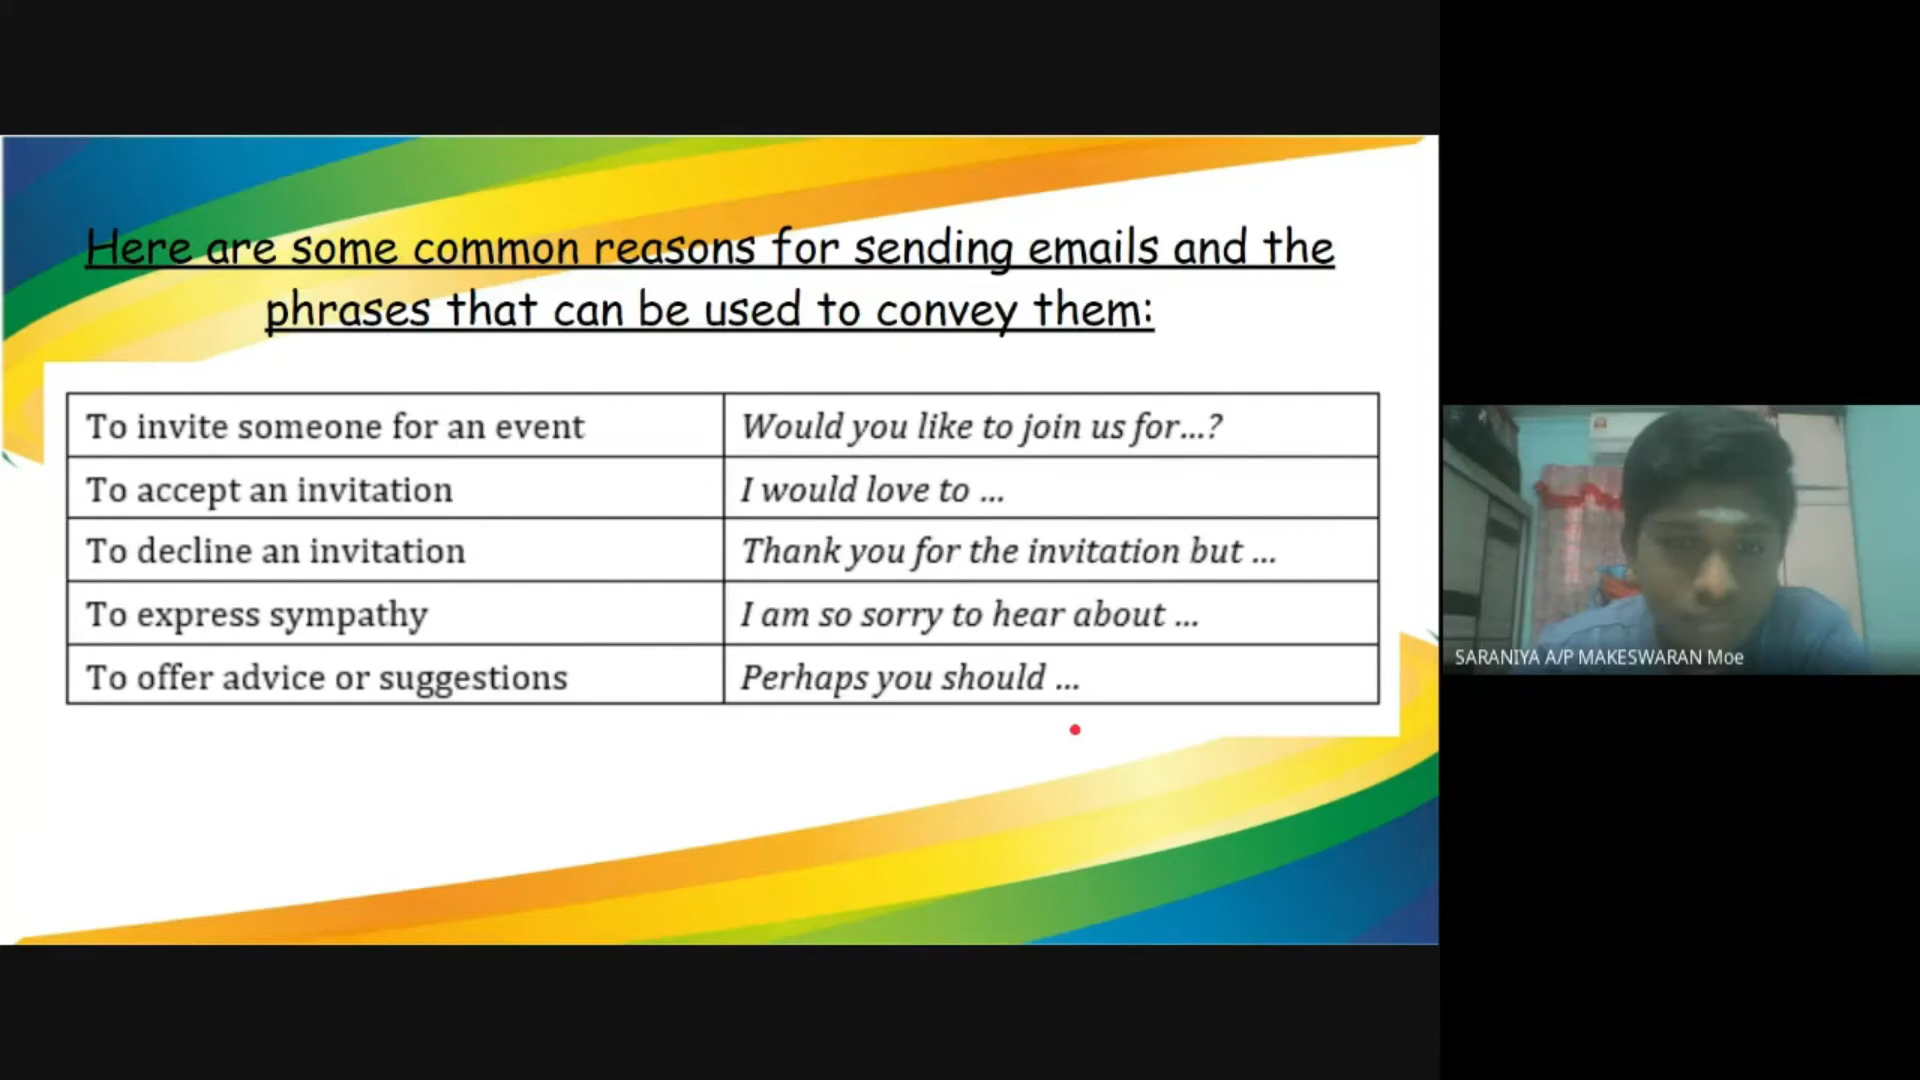 Here are some common reasons for sending emails and the
phrases that can be used to convey them:
To invite someone for an event
Would you like to join us for...?
To accept an invitation
I would love to ...
To decline an invitation
Thank you for the invitation but ...
To express sympathy
I am so sorry to hear about ...
To offer advice or suggestions
Perhaps you should ...
SARANIYA A/P MAKESWARAN Moe